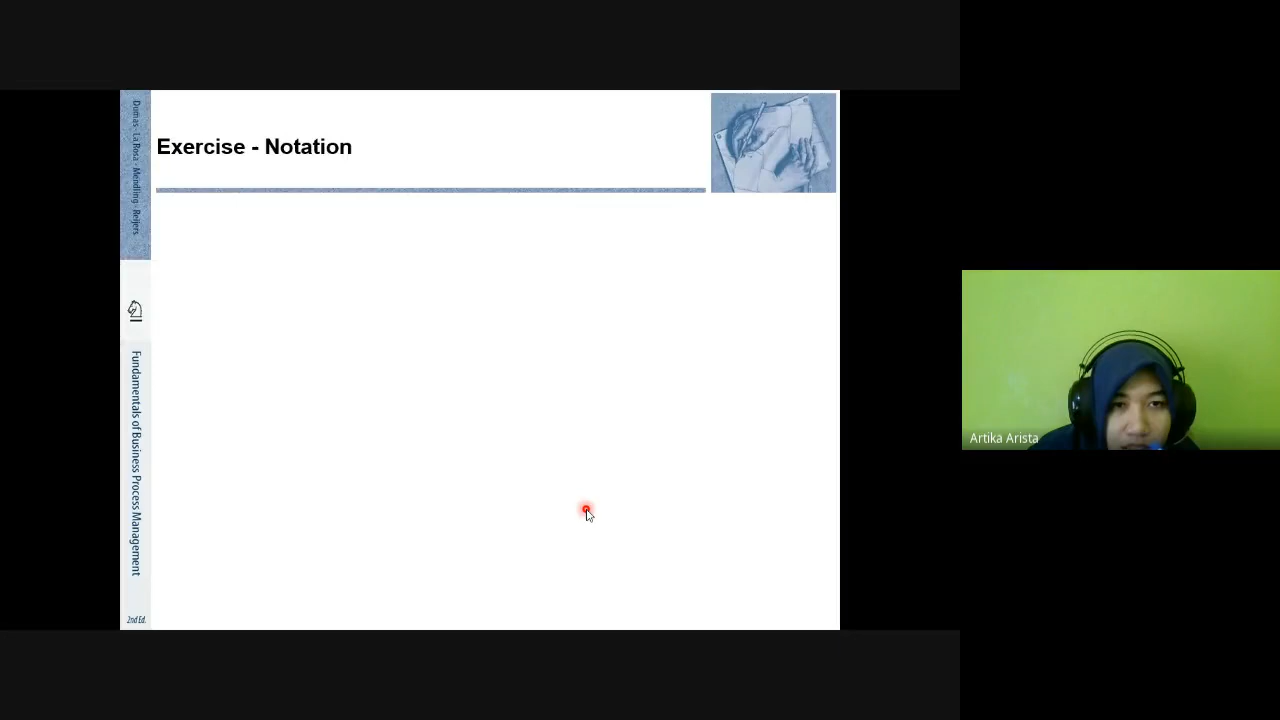 Exercise - Notation
Dumas · La Rosa · Mendling · Reijers
Fundamentals of Business Process Management
2nd Ed.
Artika Arista